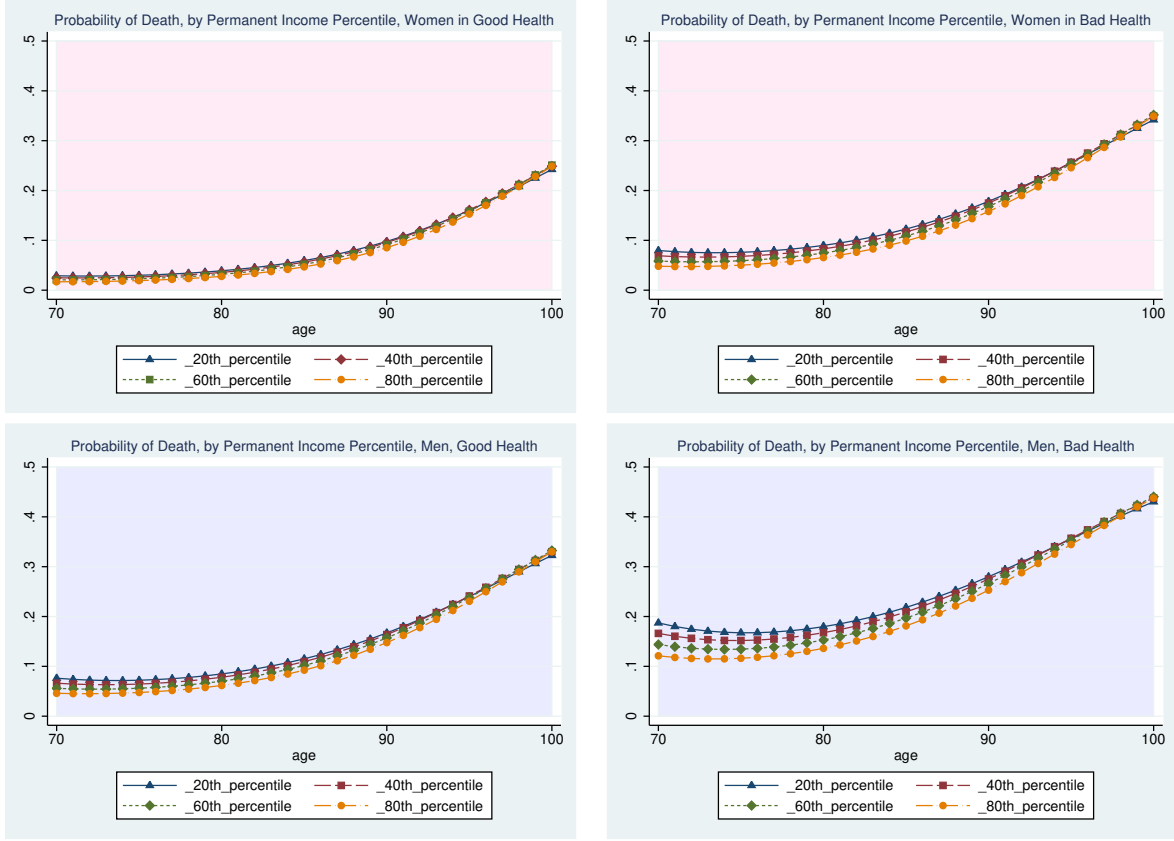 Probability of Death, by Permanent Income Percentile, Women in Good Health
.5
.4
.3
.2
.1
0
70 80 90 100
age
_20th_percentile _40th_percentile
_60th_percentile _80th_percentile
Probability of Death, by Permanent Income Percentile, Women in Bad Health
.5
.4
.3
.2
.1
0
70 80 90 100
age
_20th_percentile _40th_percentile
_60th_percentile _80th_percentile
Probability of Death, by Permanent Income Percentile, Men, Good Health
.5
.4
.3
.2
.1
0
70 80 90 100
age
_20th_percentile _40th_percentile
_60th_percentile _80th_percentile
Probability of Death, by Permanent Income Percentile, Men, Bad Health
.5
.4
.3
.2
.1
0
70 80 90 100
age
_20th_percentile _40th_percentile
_60th_percentile _80th_percentile